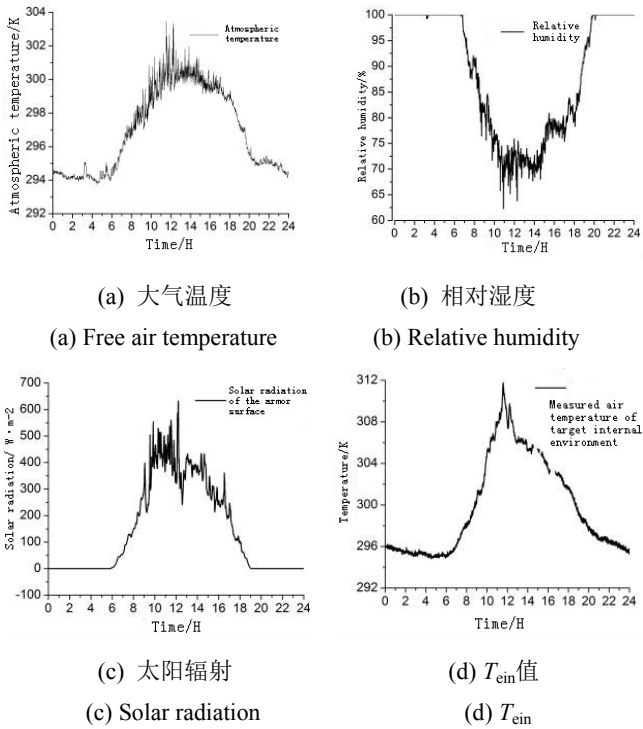 304
302
300
298
296
294
292
Atmospheric temperature/K
Atmospheric
temperature
0 2 4 6 8 10 12 14 16 18 20 22 24
Time/H
100
95
90
85
80
75
70
65
60
Relative humidity/%
Relative
humidity
0 2 4 6 8 10 12 14 16 18 20 22 24
Time/H
(a) 大气温度
(b) 相对湿度
(a) Free air temperature
(b) Relative humidity
700
600
500
400
300
200
100
0
-100
Solar radiation/ W·m-2
Solar radiation
of the armor
surface
0 2 4 6 8 10 12 14 16 18 20 22 24
Time/H
312
308
304
300
296
292
Temperature/K
Measured air
temperature of
target internal
environment
0 2 4 6 8 10 12 14 16 18 20 22 24
Time/H
(c) 太阳辐射
(d) Tein值
(c) Solar radiation
(d) Tein